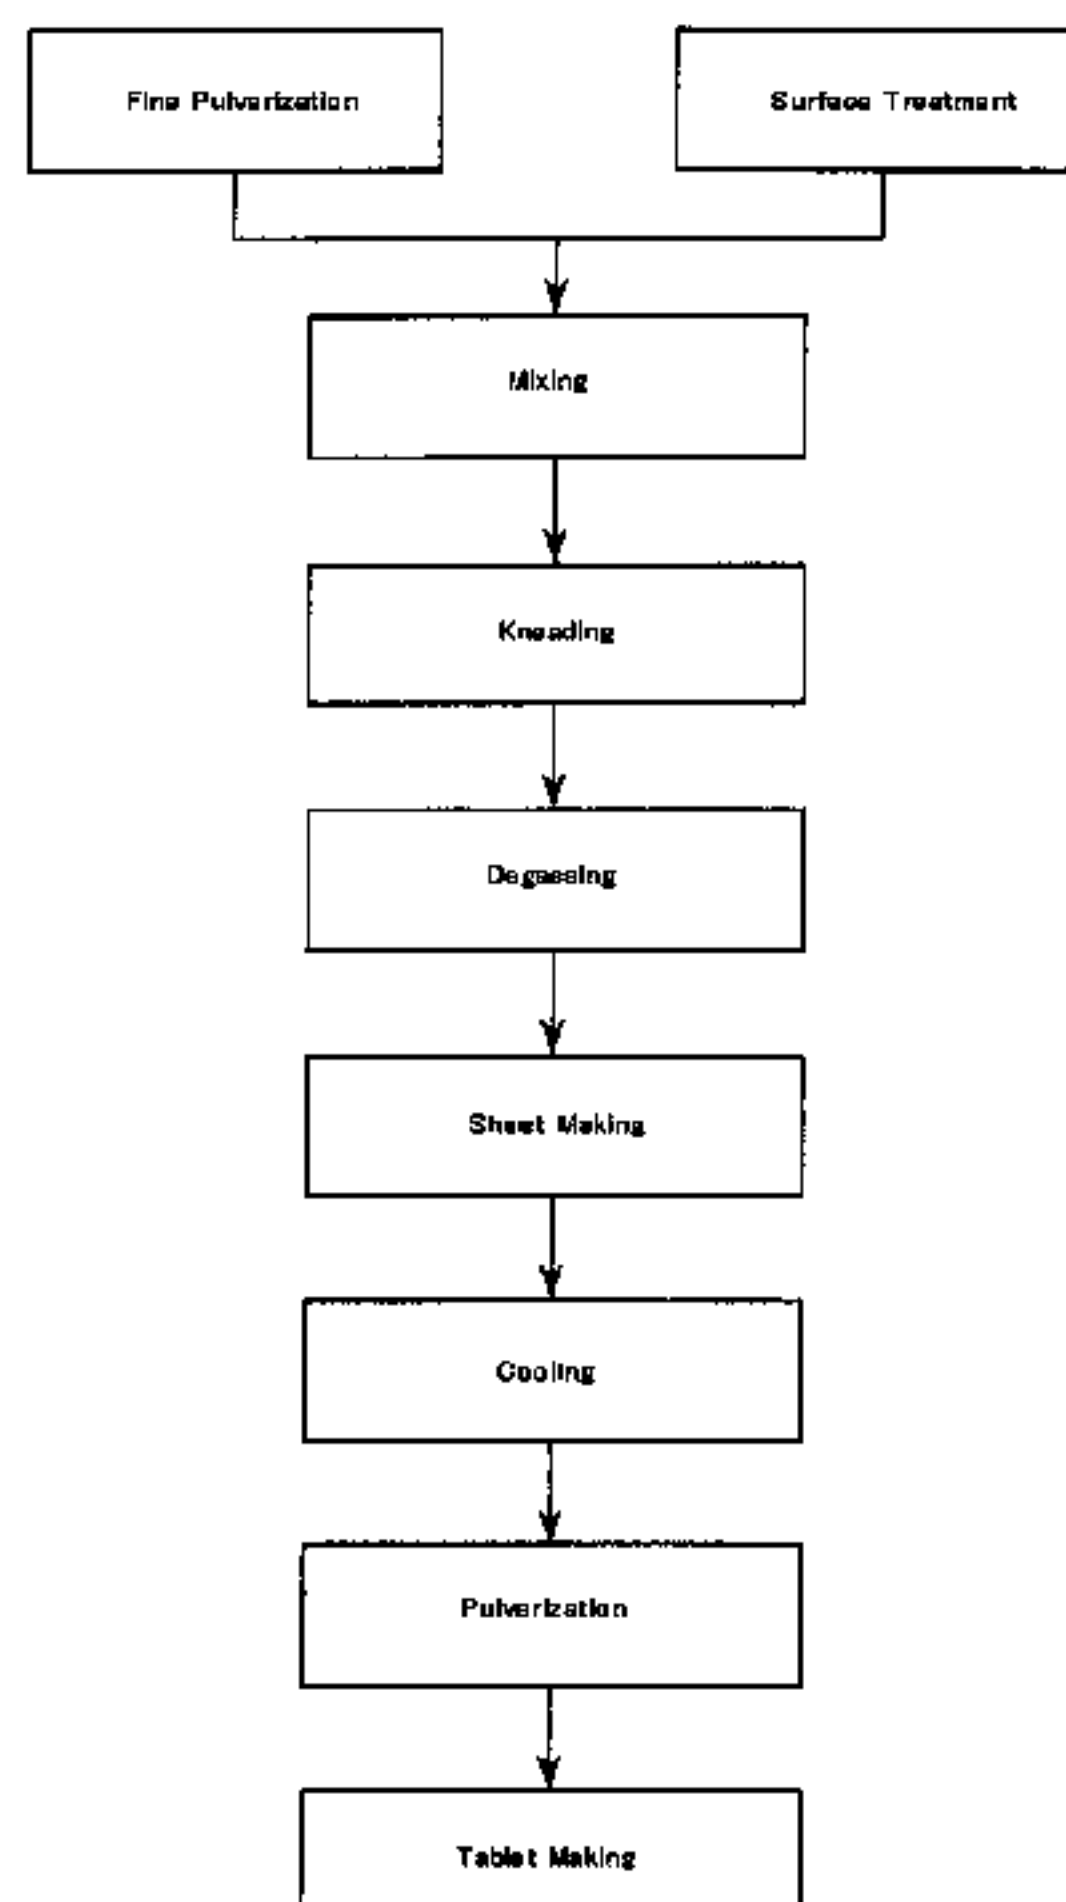 Fine Pulverization
Surface Treatment
Mixing
Kneading
Degassing
Sheet Making
Cooling
Pulverization
Tablet Making